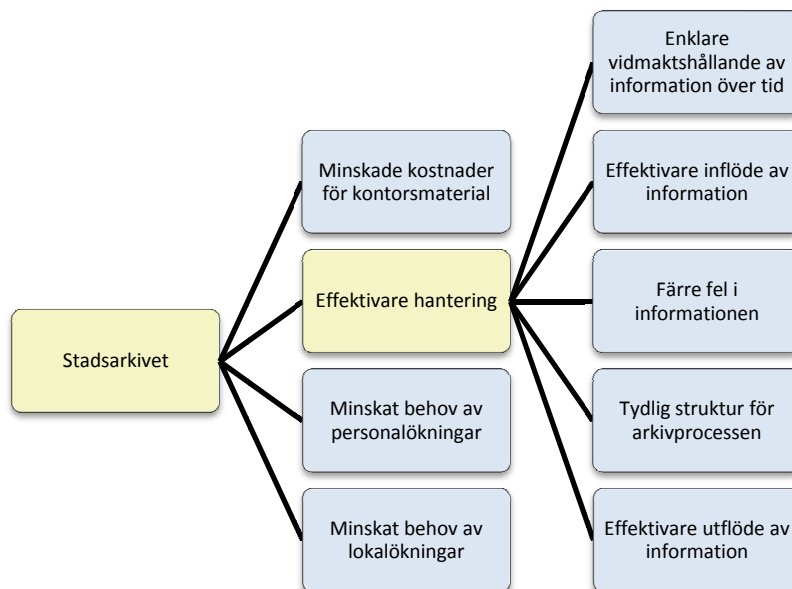 Stadsarkivet
Minskade kostnader
för kontorsmaterial
Effektivare hantering
Minskat behov av
personalökningar
Minskat behov av
lokalökningar
Enklare
vidmaktshållande av
information över tid
Effektivare inflöde av
information
Färre fel i
informationen
Tydlig struktur för
arkivprocessen
Effektivare utflöde av
information